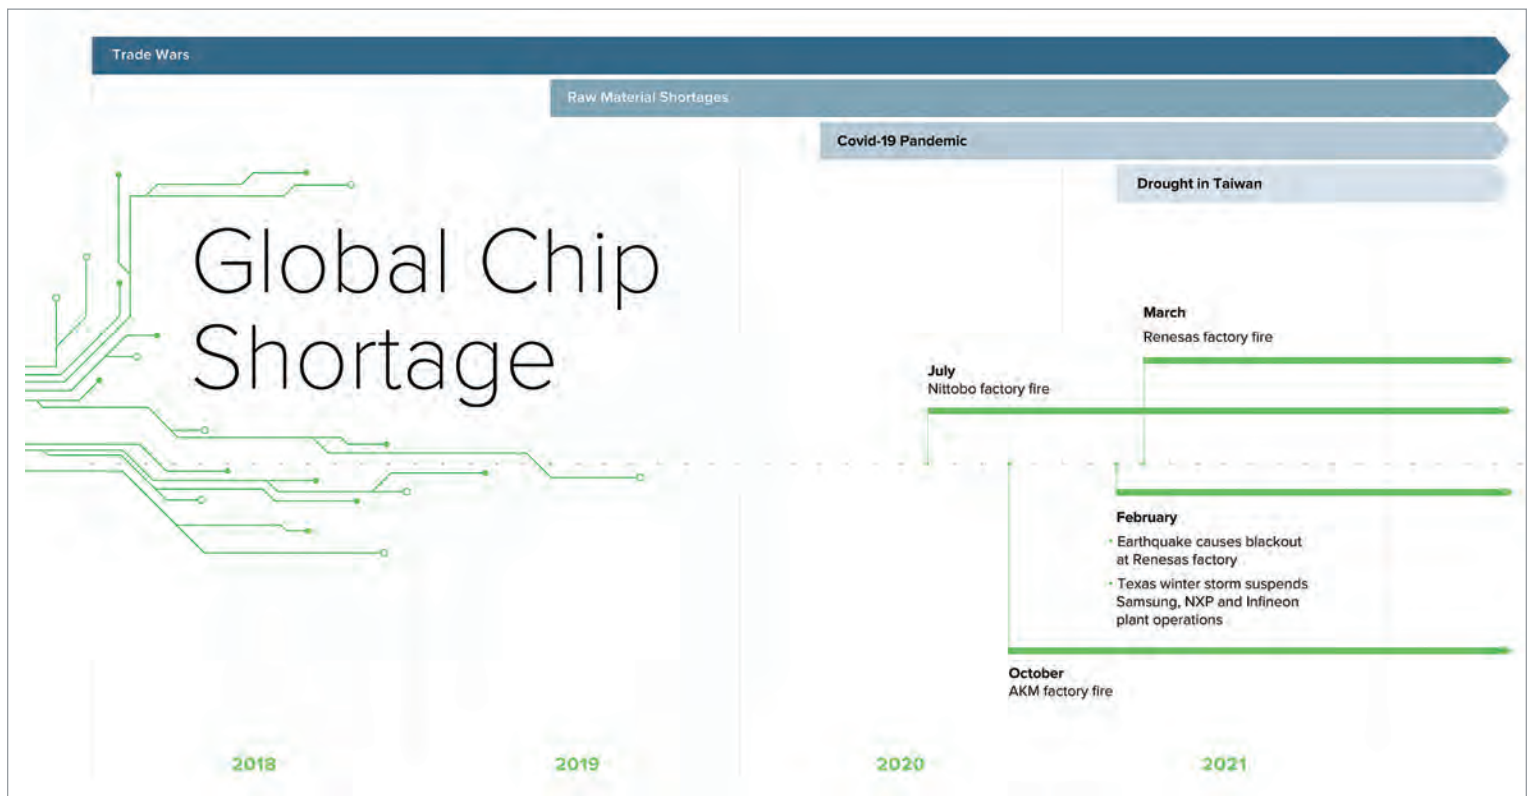 Trade Wars
Raw Material Shortages
Covid-19 Pandemic
Drought in Taiwan
Global Chip
Shortage
March
Renesas factory fire
July
Nittobo factory fire
February
• Earthquake causes blackout
at Renesas factory
• Texas winter storm suspends
Samsung, NXP and Infineon
plant operations
October
AKM factory fire
2018
2019
2020
2021